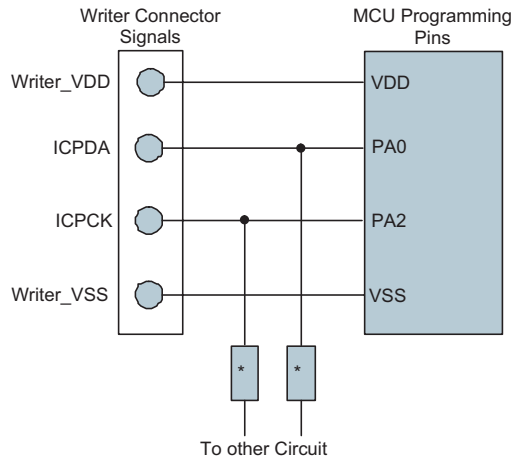 Writer Connector
Signals
MCU Programming
Pins
Writer_VDD
VDD
ICPDA
PA0
ICPCK
PA2
Writer_VSS
VSS
*
*
To other Circuit